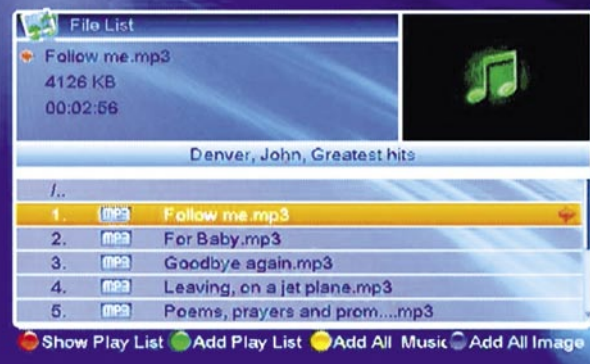 File List
Follow me.mp3
4126 KB
00:02:56
Denver, John, Greatest hits
/..
1. mp3 Follow me.mp3
2. mp3 For Baby.mp3
3. mp3 Goodbye again.mp3
4. mp3 Leaving, on a jet plane.mp3
5. mp3 Poems, prayers and prom....mp3
Show Play List Add Play List Add All Music Add All Image